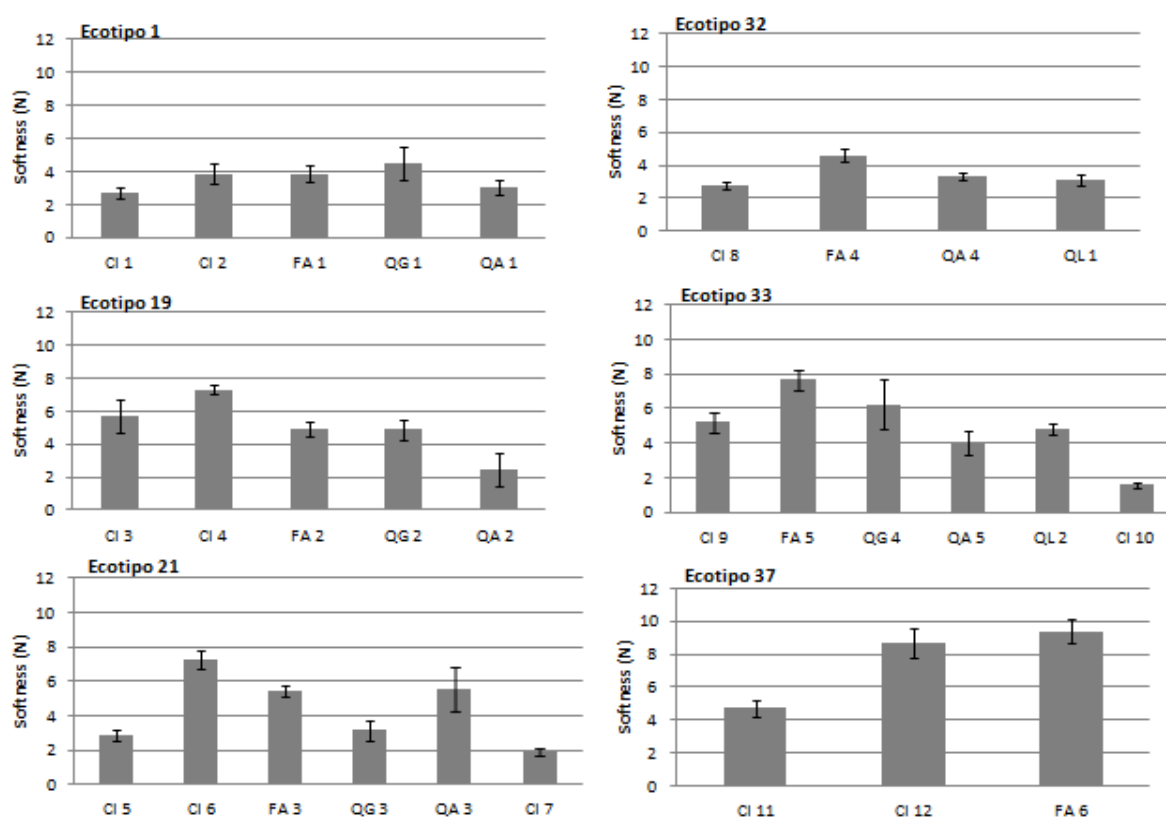 Ecotipo 1
Softness (N)
12
10
8
6
4
2
0
CI 1 CI 2 FA 1 QG 1 QA 1
Ecotipo 32
Softness (N)
12
10
8
6
4
2
0
CI 8 FA 4 QA 4 QL 1
Ecotipo 19
Softness (N)
12
10
8
6
4
2
0
CI 3 CI 4 FA 2 QG 2 QA 2
Ecotipo 33
Softness (N)
12
10
8
6
4
2
0
CI 9 FA 5 QG 4 QA 5 QL 2 CI 10
Ecotipo 21
Softness (N)
12
10
8
6
4
2
0
CI 5 CI 6 FA 3 QG 3 QA 3 CI 7
Ecotipo 37
Softness (N)
12
10
8
6
4
2
0
CI 11 CI 12 FA 6